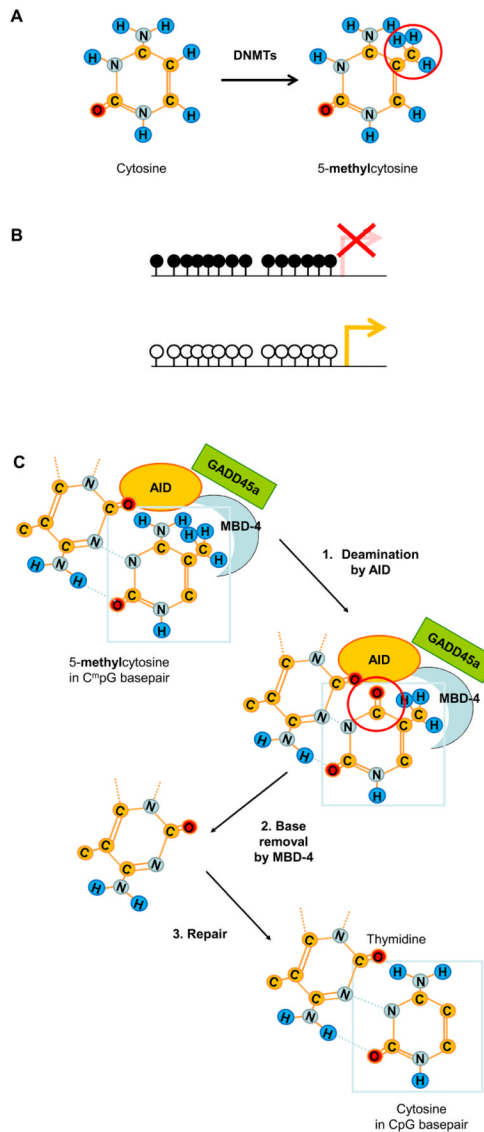 A
H H
N
H C H
N C
O C C
N H
H
Cytosine
DNMTs
H H
N H H
H C C
N C H
O C C
N H
H
5-methylcytosine
B
C
GADD45a
AID
MBD-4
C N
C O
C N
C
N
H H
H H
N H H
C C H
N C
O C C
N
H
5-methylcytosine
in CmpG basepair
1. Deamination
by AID
GADD45a
AID
MBD-4
C N
C O
C N
C
N
H H
O
H H
C C
N C H
O C C
N
H
2. Base
removal
by MBD-4
C N
C O
C N
C
N
H H
3. Repair
Thymidine
C N
C O
C N
C
N
H H
H H
N
C C
N C
O C C
N
H
Cytosine
in CpG basepair